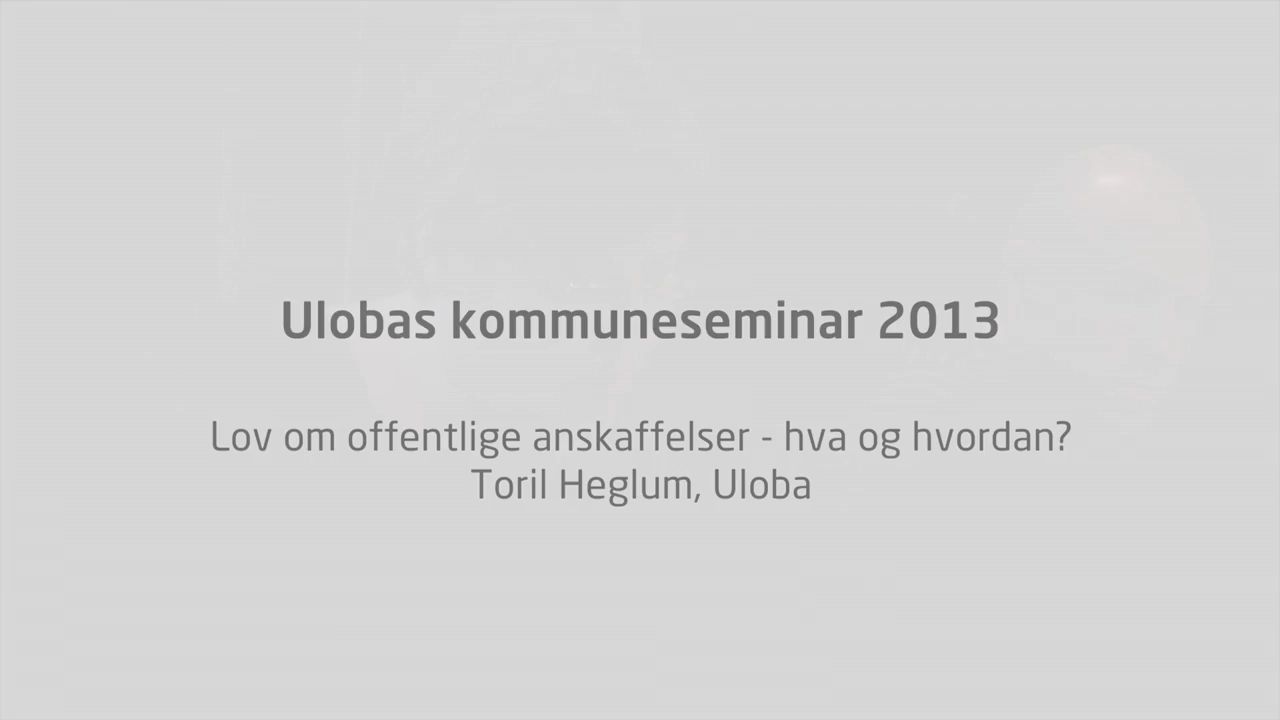 Ulobas kommuneseminar 2013
Lov om offentlige anskaffelser - hva og hvordan?
Toril Heglum, Uloba